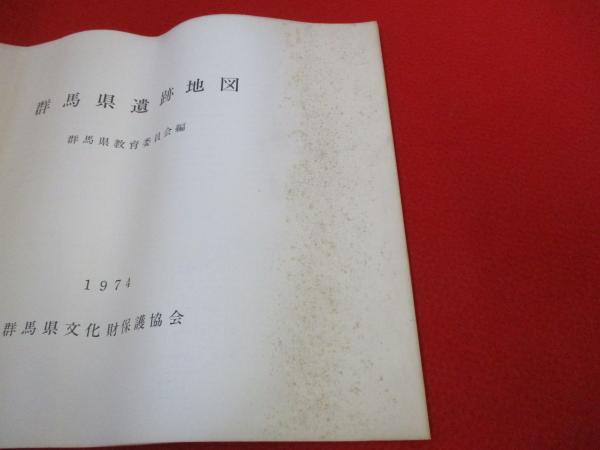 群馬県遺跡地図
群馬県教育委員会編
1974
群馬県文化財保護協会